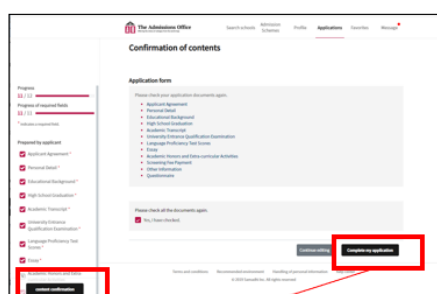 The Admissions Office
Search schools
Admission
Schemes
Profile
Applications
Favorites
Message
Confirmation of contents
Progress
11 / 11
Progress of required fields
11 / 11
* indicates a required field.
Prepared by applicant
Applicant Agreement *
Personal Detail *
Educational Background *
High School Graduation *
Academic Transcript *
University Entrance
Qualification Examination *
Language Proficiency Test
Scores *
Essay *
Academic Honors and Extra-
content confirmation
Application form
Please check your application documents again.
Applicant Agreement
Personal Detail
Educational Background
High School Graduation
Academic Transcript
University Entrance Qualification Examination
Language Proficiency Test Scores
Essay
Academic Honors and Extra-curricular Activities
Screening Fee Payment
Other Information
Questionnaire
Please check all the documents again.
Yes, I have checked.
Continue editing
Complete my application
Terms and conditions
Recommended environment
Handling of personal information
All rights reserved